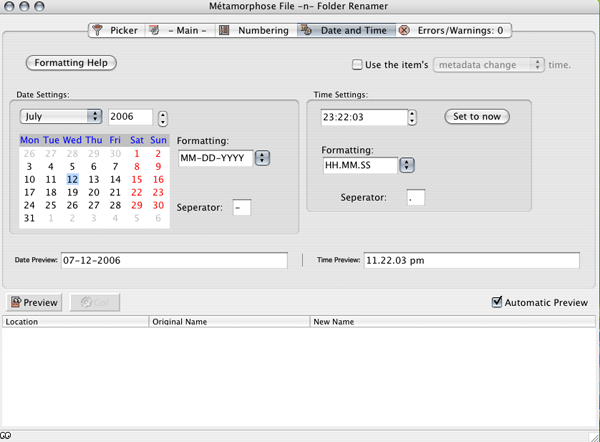 Métamorphose File -n- Folder Renamer
Picker - Main - Numbering Date and Time Errors/Warnings: 0
Formatting Help
Use the item's metadata change time.
Date Settings:
July 2006
Mon Tue Wed Thu Fri Sat Sun
26 27 28 29 30 1 2
3 4 5 6 7 8 9
10 11 12 13 14 15 16
17 18 19 20 21 22 23
24 25 26 27 28 29 30
31 1 2 3 4 5 6
Formatting:
MM-DD-YYYY
Seperator: -
Time Settings:
23:22:03 Set to now
Formatting:
HH.MM.SS
Seperator: .
Date Preview: 07-12-2006 Time Preview: 11.22.03 pm
Preview Go! Automatic Preview
Location Original Name New Name